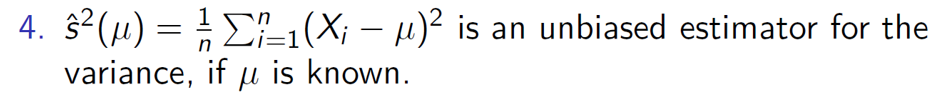 4. ŝ²(μ) = 1/n ∑ⁿᵢ₌₁(Xᵢ − μ)² is an unbiased estimator for the
variance, if μ is known.